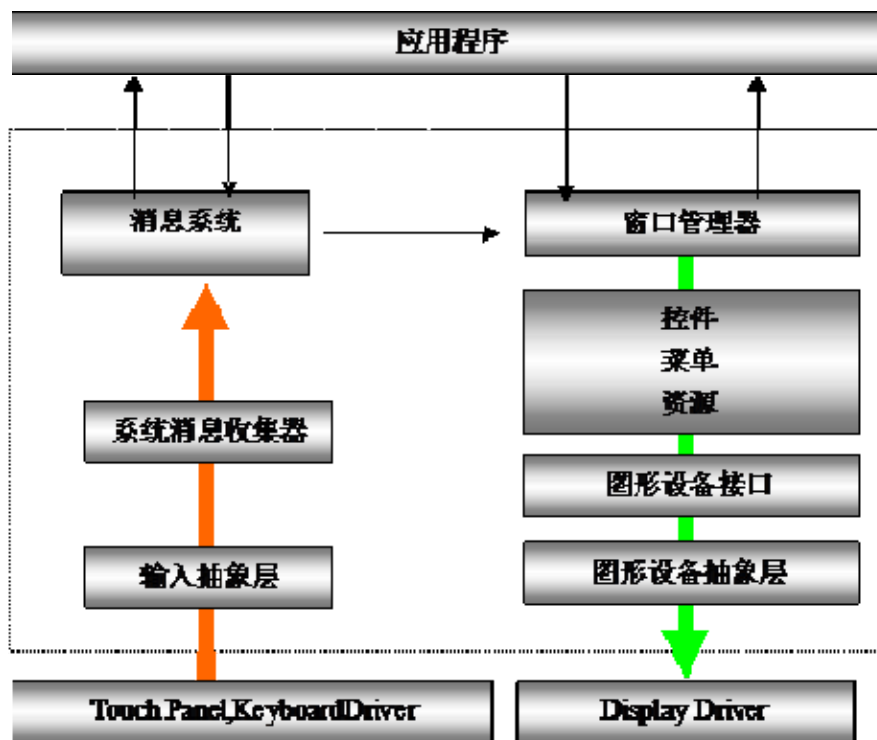 应用程序
消息系统
窗口管理器
控件
菜单
资源
系统消息收集器
图形设备接口
输入抽象层
图形设备抽象层
Touch Panel,KeyboardDriver
Display Driver